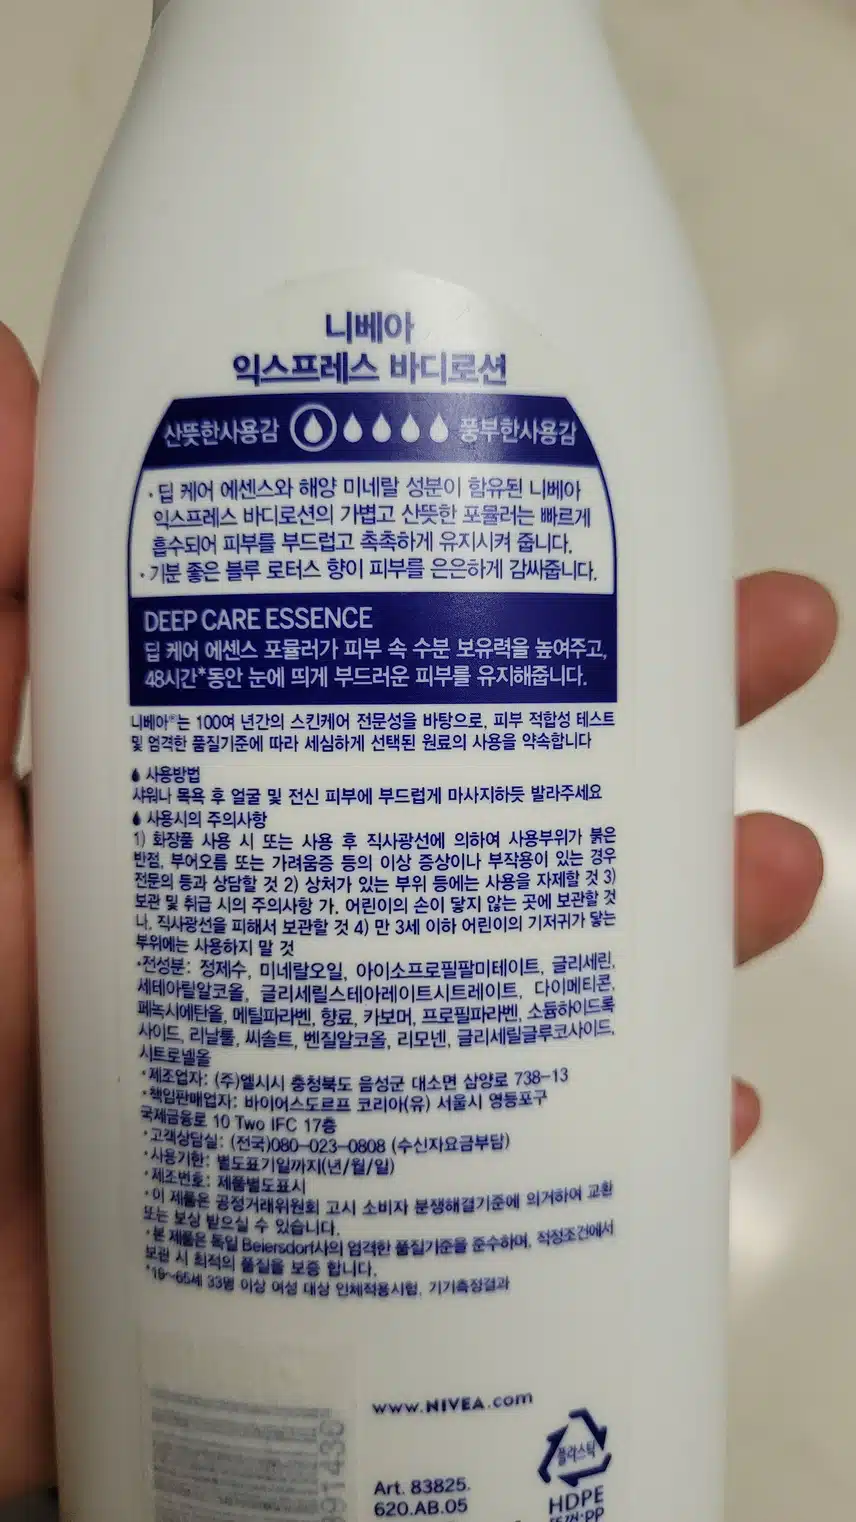 니베아
익스프레스 바디로션
산뜻한사용감 풍부한사용감
· 딥 케어 에센스와 해양 미네랄 성분이 함유된 니베아
익스프레스 바디로션의 가볍고 산뜻한 포뮬러는 빠르게
흡수되어 피부를 부드럽고 촉촉하게 유지시켜 줍니다.
· 기분 좋은 블루 로터스 향이 피부를 은은하게 감싸줍니다.
DEEP CARE ESSENCE
딥 케어 에센스 포뮬러가 피부 속 수분 보유력을 높여주고,
48시간*동안 눈에 띄게 부드러운 피부를 유지해줍니다.
니베아®는 100여 년간의 스킨케어 전문성을 바탕으로, 피부 적합성 테스트
및 엄격한 품질기준에 따라 세심하게 선택된 원료의 사용을 약속합니다
사용방법
샤워나 목욕 후 얼굴 및 전신 피부에 부드럽게 마사지하듯 발라주세요
사용시의 주의사항
1) 화장품 사용 시 또는 사용 후 직사광선에 의하여 사용부위가 붉은
반점, 부어오름 또는 가려움증 등의 이상 증상이나 부작용이 있는 경우
전문의 등과 상담할 것 2) 상처가 있는 부위 등에는 사용을 자제할 것 3)
보관 및 취급 시의 주의사항 가. 어린이의 손이 닿지 않는 곳에 보관할 것
나. 직사광선을 피해서 보관할 것 4) 만 3세 이하 어린이의 기저귀가 닿는
부위에는 사용하지 말 것
·전성분: 정제수, 미네랄오일, 아이소프로필팔미테이트, 글리세린,
세테아릴알코올, 글리세릴스테아레이트시트레이트, 다이메티콘,
페녹시에탄올, 메틸파라벤, 향료, 카보머, 프로필파라벤, 소듐하이드록
사이드, 리날룰, 씨솔트, 벤질알코올, 리모넨, 글리세릴글루코사이드,
시트로넬올
·제조업자: (주)엘시시 충청북도 음성군 대소면 삼양로 738-13
·책임판매업자: 바이어스도르프 코리아(유) 서울시 영등포구
국제금융로 10 Two IFC 17층
·고객상담실: (전국)080-023-0808 (수신자요금부담)
·사용기한: 별도표기일까지(년/월/일)
·제조번호: 제품별도표시
·이 제품은 공정거래위원회 고시 소비자 분쟁해결기준에 의거하여 교환
또는 보상 받으실 수 있습니다.
·본 제품은 독일 Beiersdorf사의 엄격한 품질기준을 준수하며, 적정조건에서
보관 시 최적의 품질을 보증 합니다.
*19~65세 33명 이상 여성 대상 인체적용시험, 기기측정결과
www.NIVEA.com
플라스틱
Art. 83825.
620.AB.05
HDPE